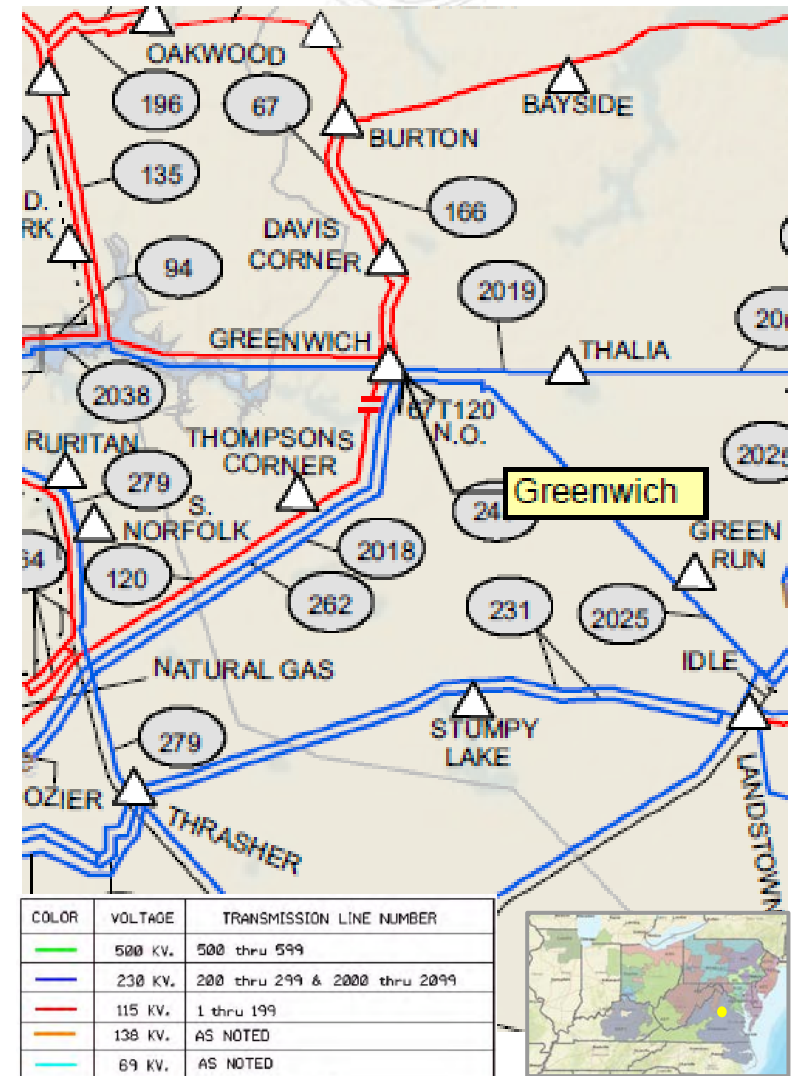 OAKWOOD
196
67
BAYSIDE
BURTON
135
D.
RK
166
DAVIS
CORNER
94
2019
GREENWICH
THALIA
2038
67T120
N.O.
RURITAN
THOMPSONS
CORNER
279
S.
NORFOLK
Greenwich
GREEN
RUN
2018
120
262
231
2025
IDLE
NATURAL GAS
STUMPY
LAKE
279
OZIER
THRASHER
LANDSTOWN
COLOR VOLTAGE TRANSMISSION LINE NUMBER
500 KV. 500 thru 599
230 KV. 200 thru 299 & 2000 thru 2099
115 KV. 1 thru 199
138 KV. AS NOTED
69 KV. AS NOTED